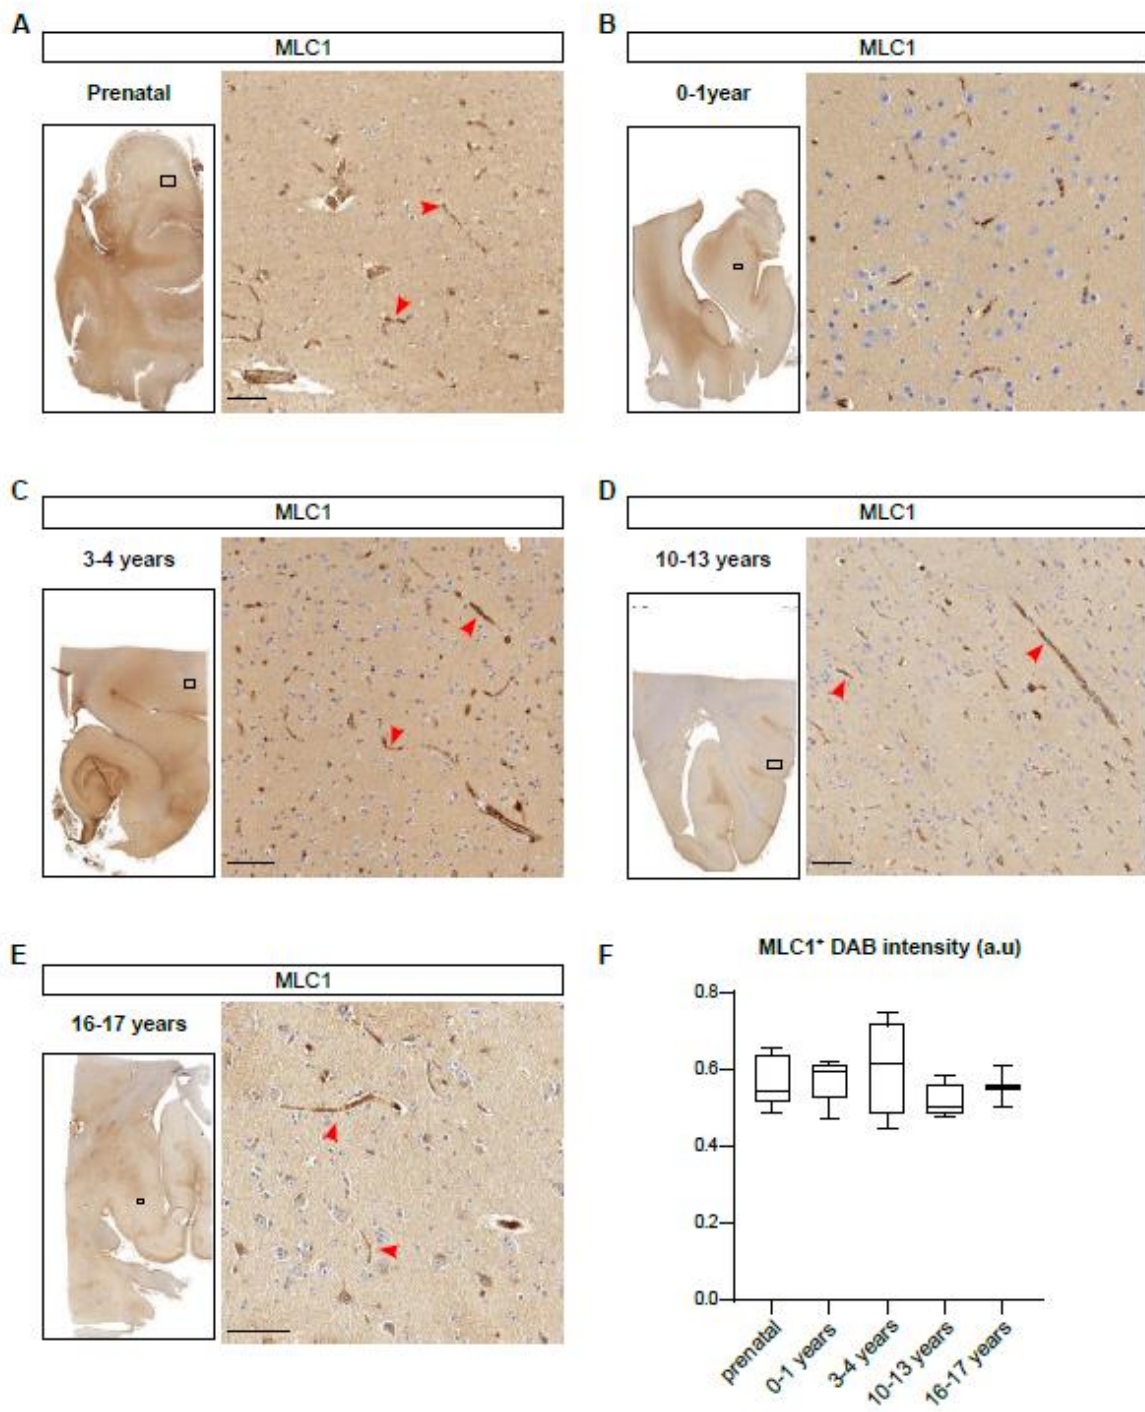 A
MLC1
Prenatal
B
MLC1
0-1year
C
MLC1
3-4 years
D
MLC1
10-13 years
E
MLC1
16-17 years
F
MLC1⁺ DAB intensity (a.u)
0.8
0.6
0.4
0.2
0.0
prenatal
0-1 years
3-4 years
10-13 years
16-17 years